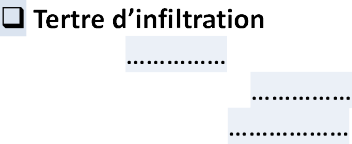 ❑ Tertre d’infiltration
……………
……………
………………